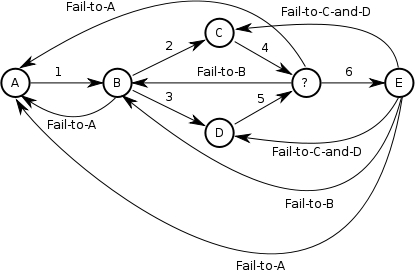 Fail-to-A
Fail-to-C-and-D
C
2
4
1
Fail-to-B
6
A
B
?
E
3
5
Fail-to-A
D
Fail-to-C-and-D
Fail-to-B
Fail-to-A